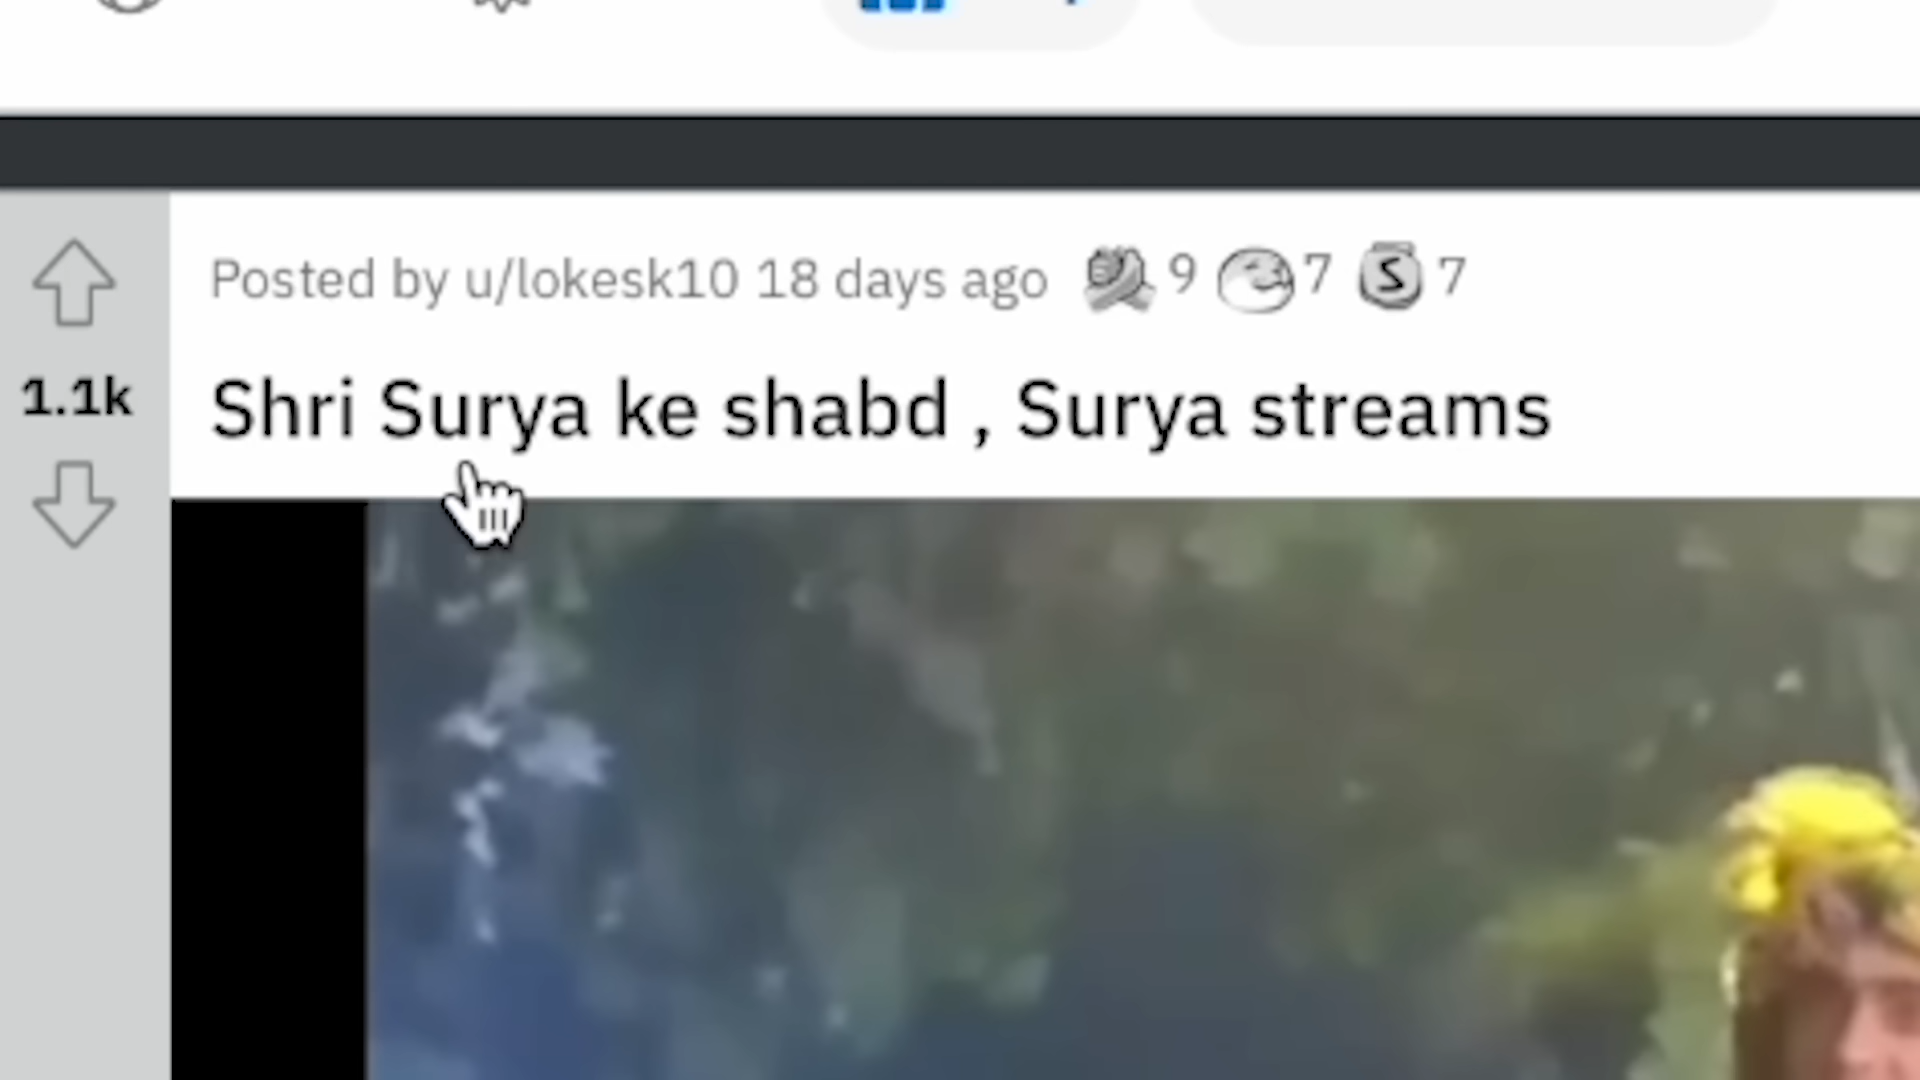 Posted by u/lokesk10 18 days ago 9 7 S 7
1.1k
Shri Surya ke shabd , Surya streams